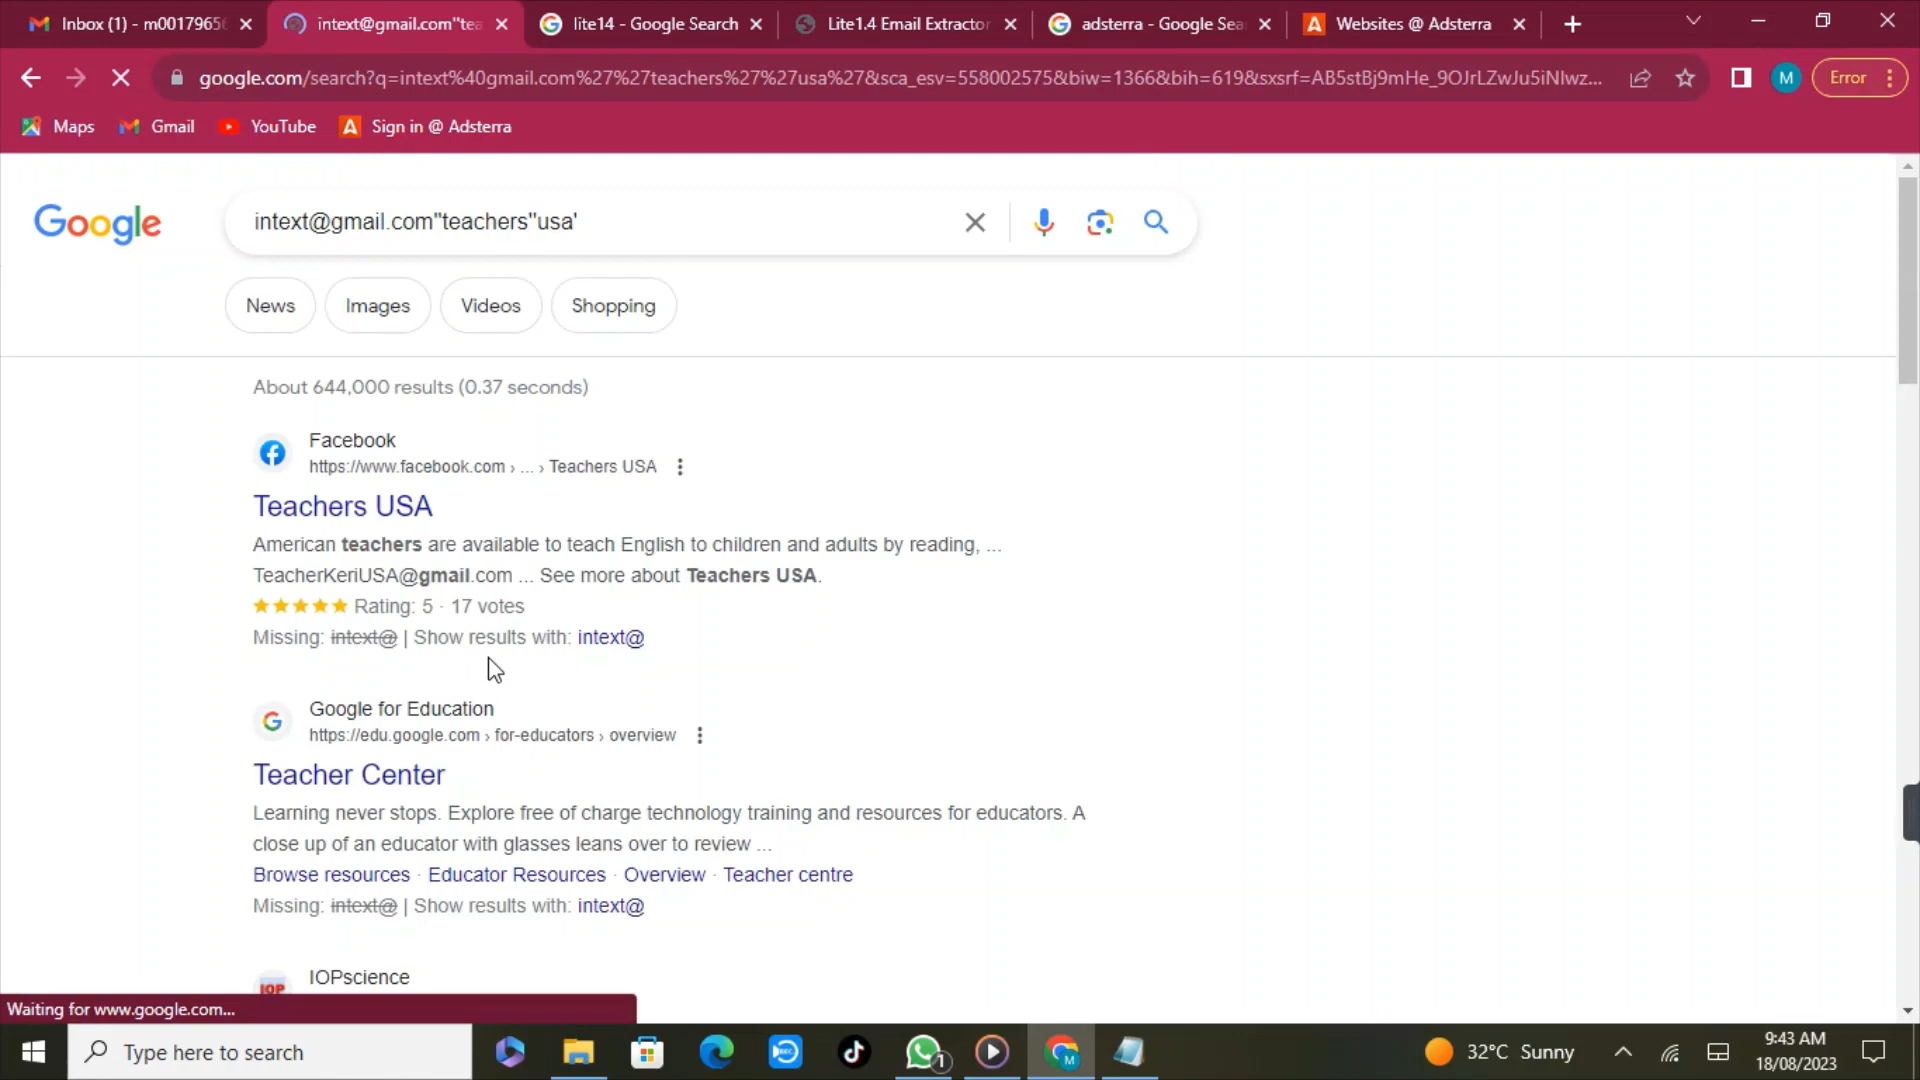 Inbox (1) - m0017965
intext@gmail.com"tea
lite14 - Google Search
Lite1.4 Email Extractor
adsterra - Google Sea
Websites @ Adsterra
google.com/search?q=intext%40gmail.com%27%27teachers%27%27usa%27&sca_esv=558002575&biw=1366&bih=619&sxsrf=AB5stBj9mHe_9OJrLZwJu5iNlwz...
M
Error
Maps
Gmail
YouTube
Sign in @ Adsterra
Google
intext@gmail.com"teachers"usa'
News
Images
Videos
Shopping
About 644,000 results (0.37 seconds)
Facebook
https://www.facebook.com › ... › Teachers USA
Teachers USA
American teachers are available to teach English to children and adults by reading, ...
TeacherKeriUSA@gmail.com ... See more about Teachers USA.
Rating: 5 · 17 votes
Missing: intext@ | Show results with: intext@
Google for Education
https://edu.google.com › for-educators › overview
Teacher Center
Learning never stops. Explore free of charge technology training and resources for educators. A
close up of an educator with glasses leans over to review ...
Browse resources · Educator Resources · Overview · Teacher centre
Missing: intext@ | Show results with: intext@
IOPscience
IOP
Waiting for www.google.com...
Type here to search
REC
1
M
32°C Sunny
9:43 AM
18/08/2023